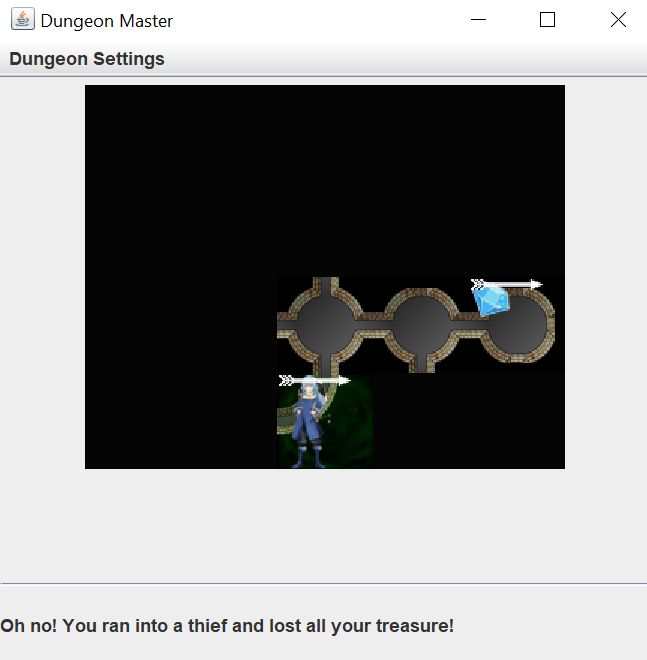 Dungeon Master
Dungeon Settings
Oh no! You ran into a thief and lost all your treasure!